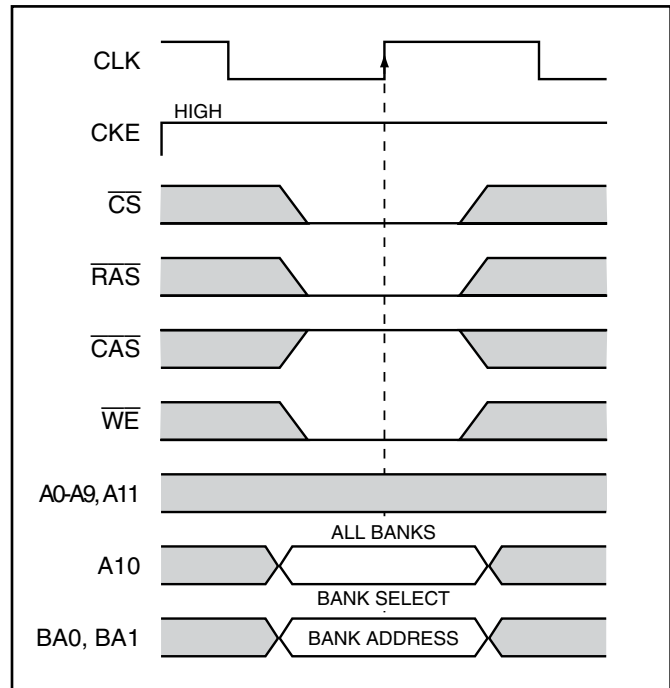 CLK
HIGH
CKE
CS
RAS
CAS
WE
A0-A9, A11
ALL BANKS
A10
BANK SELECT
BA0, BA1 BANK ADDRESS